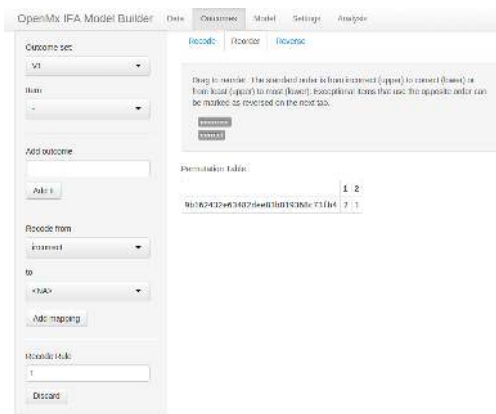 OpenMx IFA Model Builder
Data Outcomes Model Settings Analysis
Outcome set
V1
Item
-
Add outcome
Add it
Recode from
incorrect
to
<NA>
Add mapping
Recode Rule
1
Discard
Recode Reorder Reverse
Drag to reorder. The standard order is from incorrect (upper) to correct (lower) or
from least (upper) to most (lower). Exceptional items that use the opposite order can
be marked as reversed on the next tab.
incorrect
correct
Permutation Table
1 2
2 1